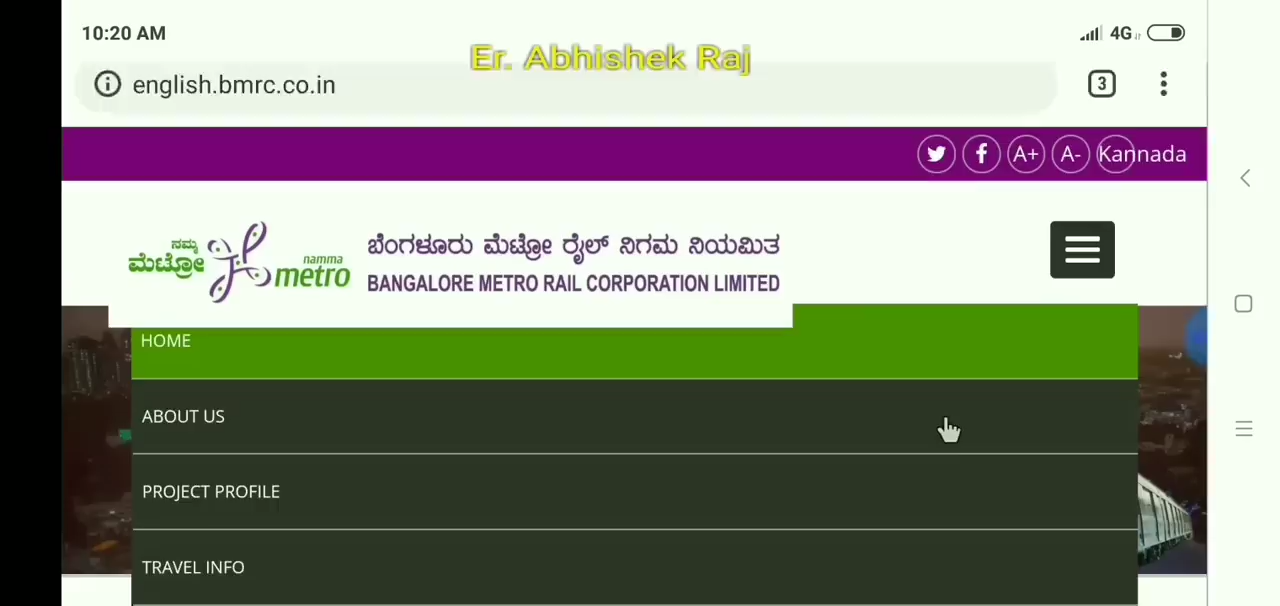 10:20 AM
4G
Er. Abhishek Raj
english.bmrc.co.in
3
A+ A- Kannada
ನಮ್ಮ
ಮೆಟ್ರೋ
namma
metro
ಬೆಂಗಳೂರು ಮೆಟ್ರೋ ರೈಲ್ ನಿಗಮ ನಿಯಮಿತ
BANGALORE METRO RAIL CORPORATION LIMITED
HOME
ABOUT US
PROJECT PROFILE
TRAVEL INFO